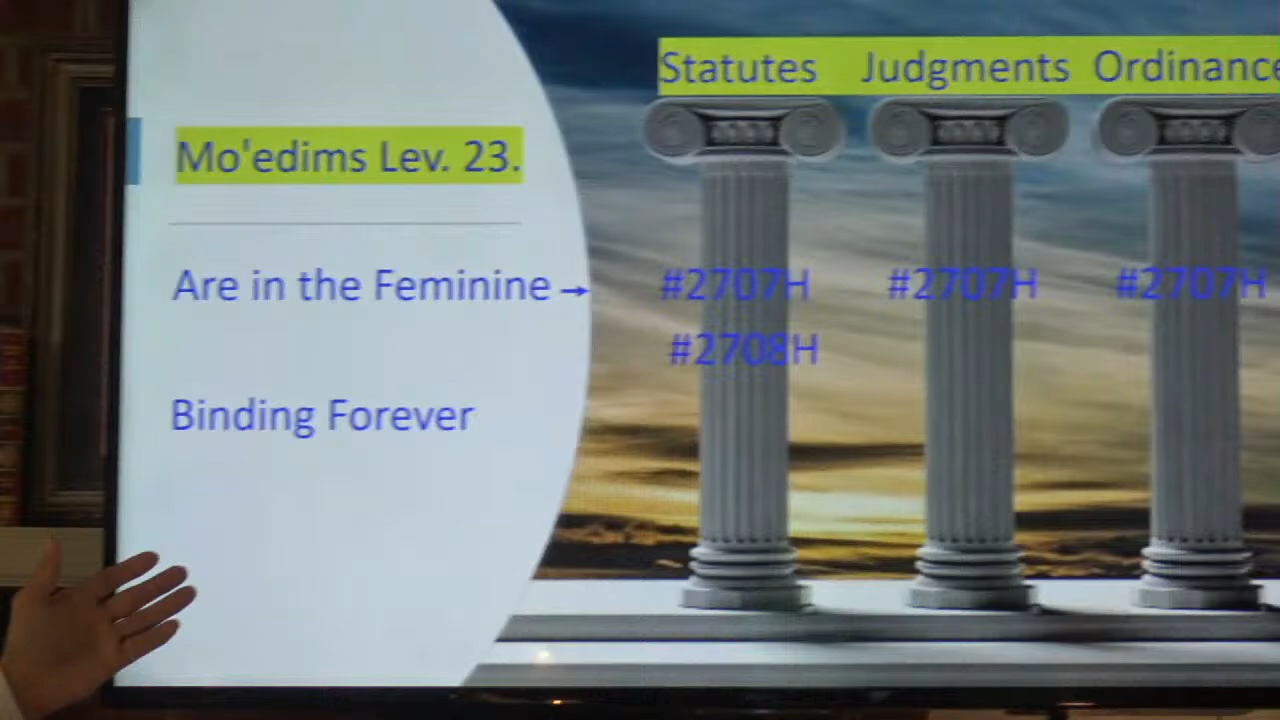 Statutes Judgments Ordinance
Mo'edims Lev. 23.
Are in the Feminine → #2707H #2707H #2707H
#2708H
Binding Forever